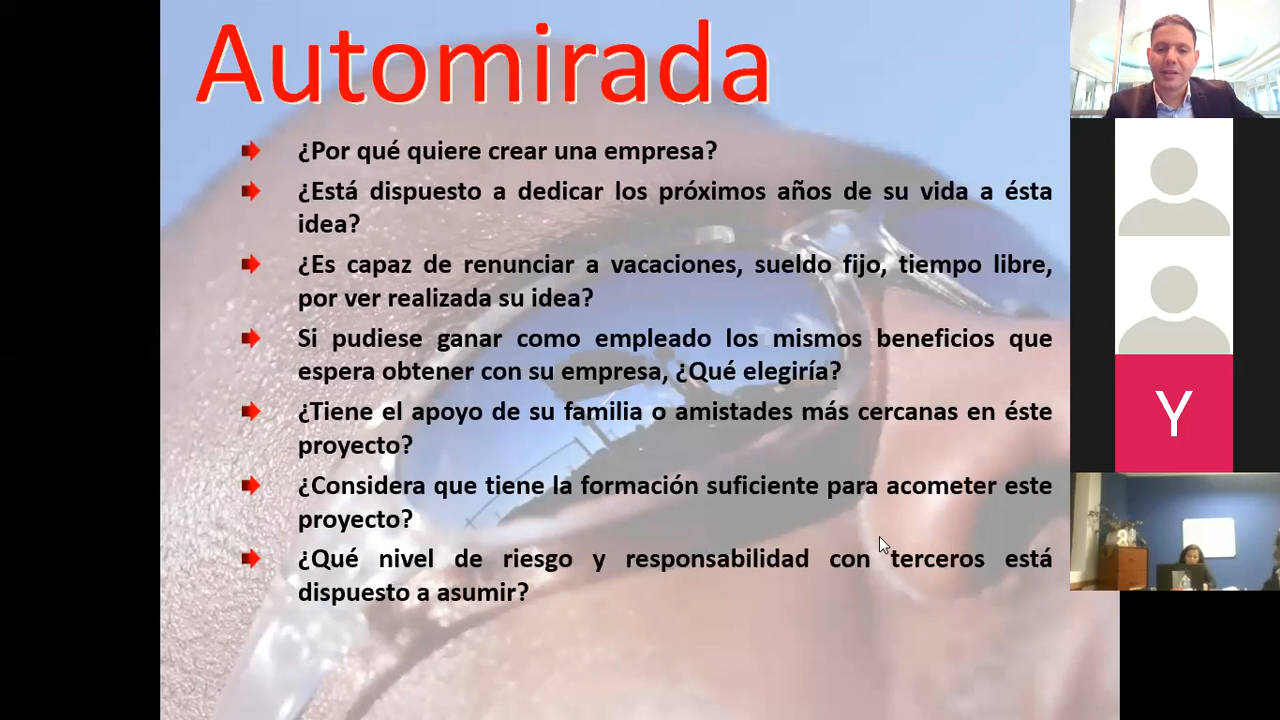 Automirada
¿Por qué quiere crear una empresa?
¿Está dispuesto a dedicar los próximos años de su vida a ésta
idea?
¿Es capaz de renunciar a vacaciones, sueldo fijo, tiempo libre,
por ver realizada su idea?
Si pudiese ganar como empleado los mismos beneficios que
espera obtener con su empresa, ¿Qué elegiría?
¿Tiene el apoyo de su familia o amistades más cercanas en éste
proyecto?
¿Considera que tiene la formación suficiente para acometer este
proyecto?
¿Qué nivel de riesgo y responsabilidad con terceros está
dispuesto a asumir?
Y